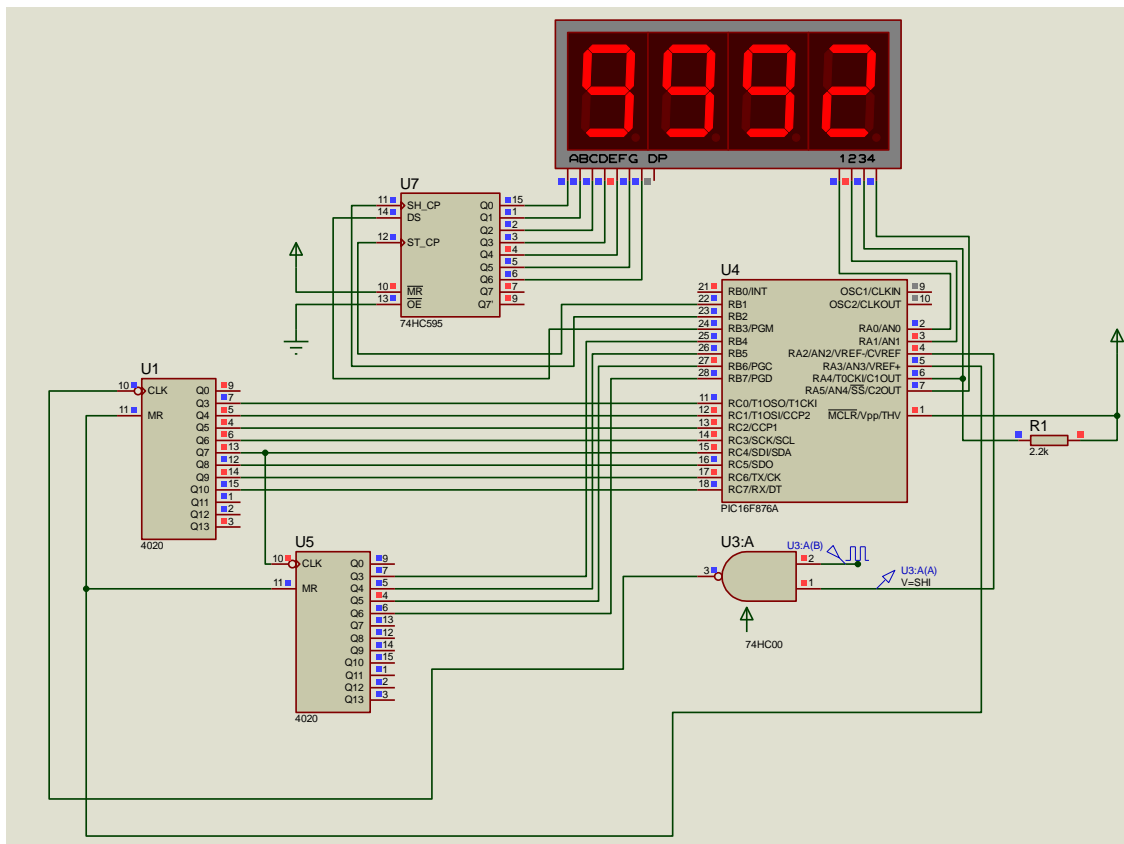 9992
ABCDEFG DP
1234
U7
11 SH_CP Q0 15
14 DS Q1 1
Q2 2
12 ST_CP Q3 3
Q4 4
Q5 5
Q6 6
10 MR Q7 7
13 OE Q7' 9
74HC595
U4
21 RB0/INT OSC1/CLKIN 9
22 RB1 OSC2/CLKOUT 10
23 RB2
24 RB3/PGM RA0/AN0 2
25 RB4 RA1/AN1 3
26 RB5 RA2/AN2/VREF-/CVREF 4
27 RB6/PGC RA3/AN3/VREF+ 5
28 RB7/PGD RA4/T0CKI/C1OUT 6
RA5/AN4/SS/C2OUT 7
11 RC0/T1OSO/T1CKI
12 RC1/T1OSI/CCP2 MCLR/Vpp/THV 1
13 RC2/CCP1
14 RC3/SCK/SCL
15 RC4/SDI/SDA
16 RC5/SDO
17 RC6/TX/CK
18 RC7/RX/DT
PIC16F876A
R1
2.2k
U1
10 CLK Q0 9
Q3 7
11 MR Q4 5
Q5 4
Q6 6
Q7 13
Q8 12
Q9 14
Q10 15
Q11 1
Q12 2
Q13 3
4020
U5
10 CLK Q0 9
Q3 7
11 MR Q4 5
Q5 4
Q6 6
Q7 13
Q8 12
Q9 14
Q10 15
Q11 1
Q12 2
Q13 3
4020
U3:A
U3:A(B)
2
3
1
U3:A(A)
V=SHI
74HC00